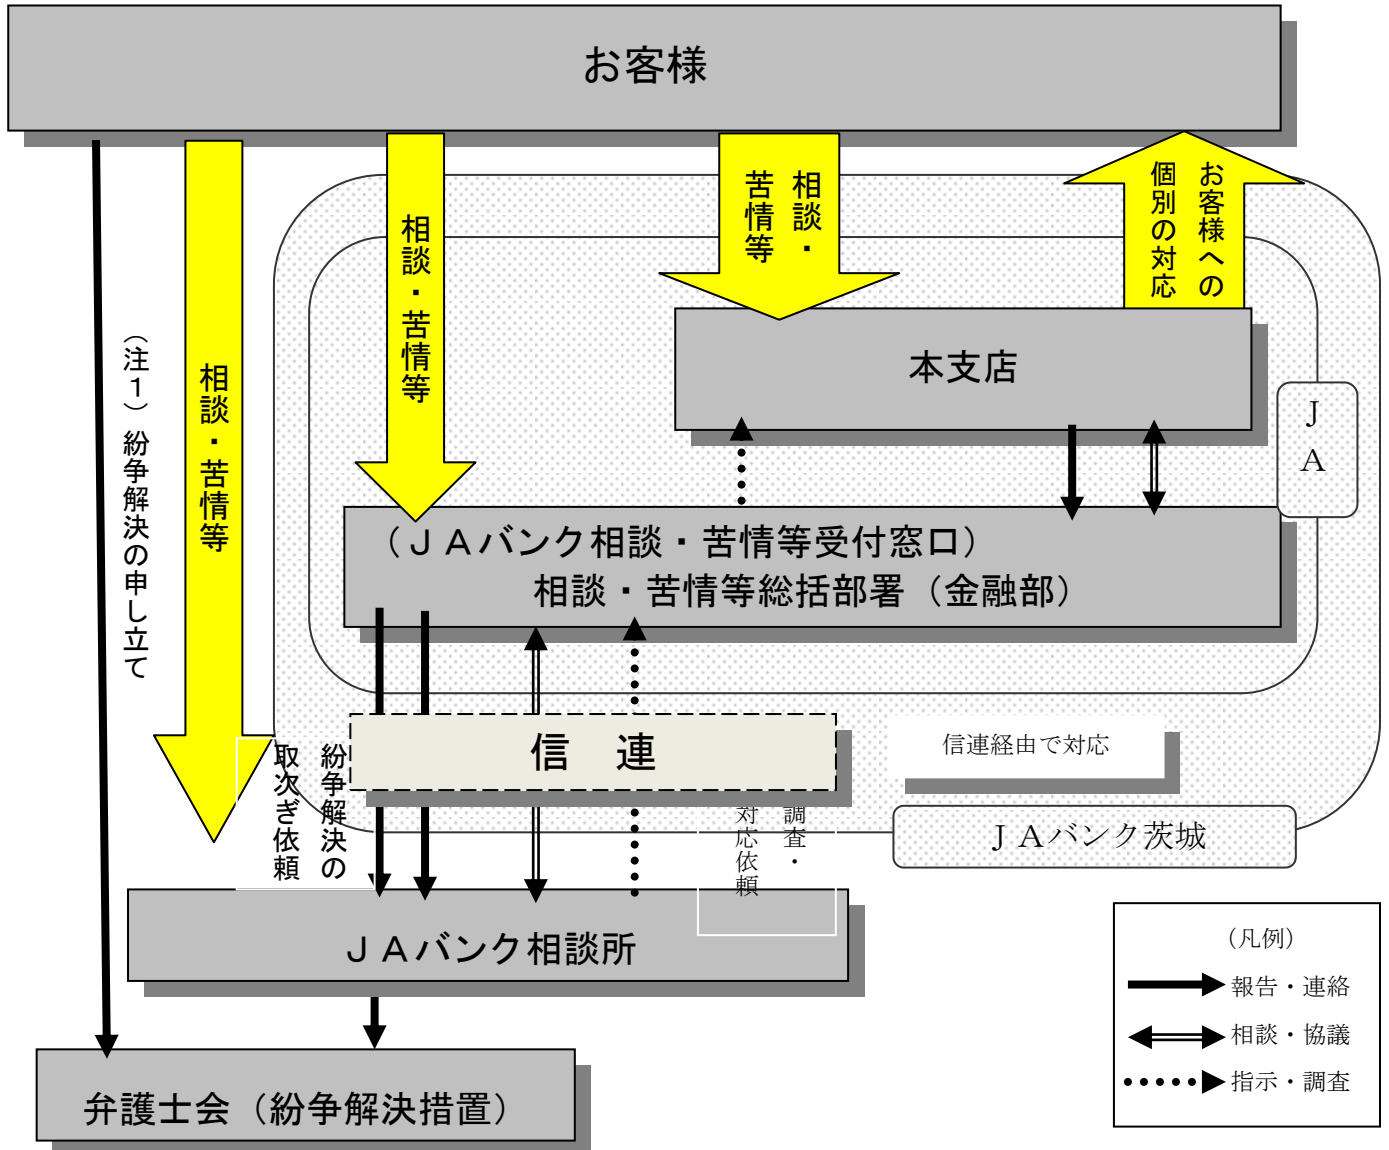 お客様
(注１)紛争解決の申し立て
相談・苦情等
相談・苦情等
相談・
苦情等
お客様への
個別の対応
本支店
ＪＡ
（ＪＡバンク相談・苦情等受付窓口）
相談・苦情等総括部署（金融部）
信　連
信連経由で対応
紛争解決の
取次ぎ依頼
調査・
対応依頼
ＪＡバンク茨城
ＪＡバンク相談所
弁護士会（紛争解決措置）
(凡例)
報告・連絡
相談・協議
指示・調査